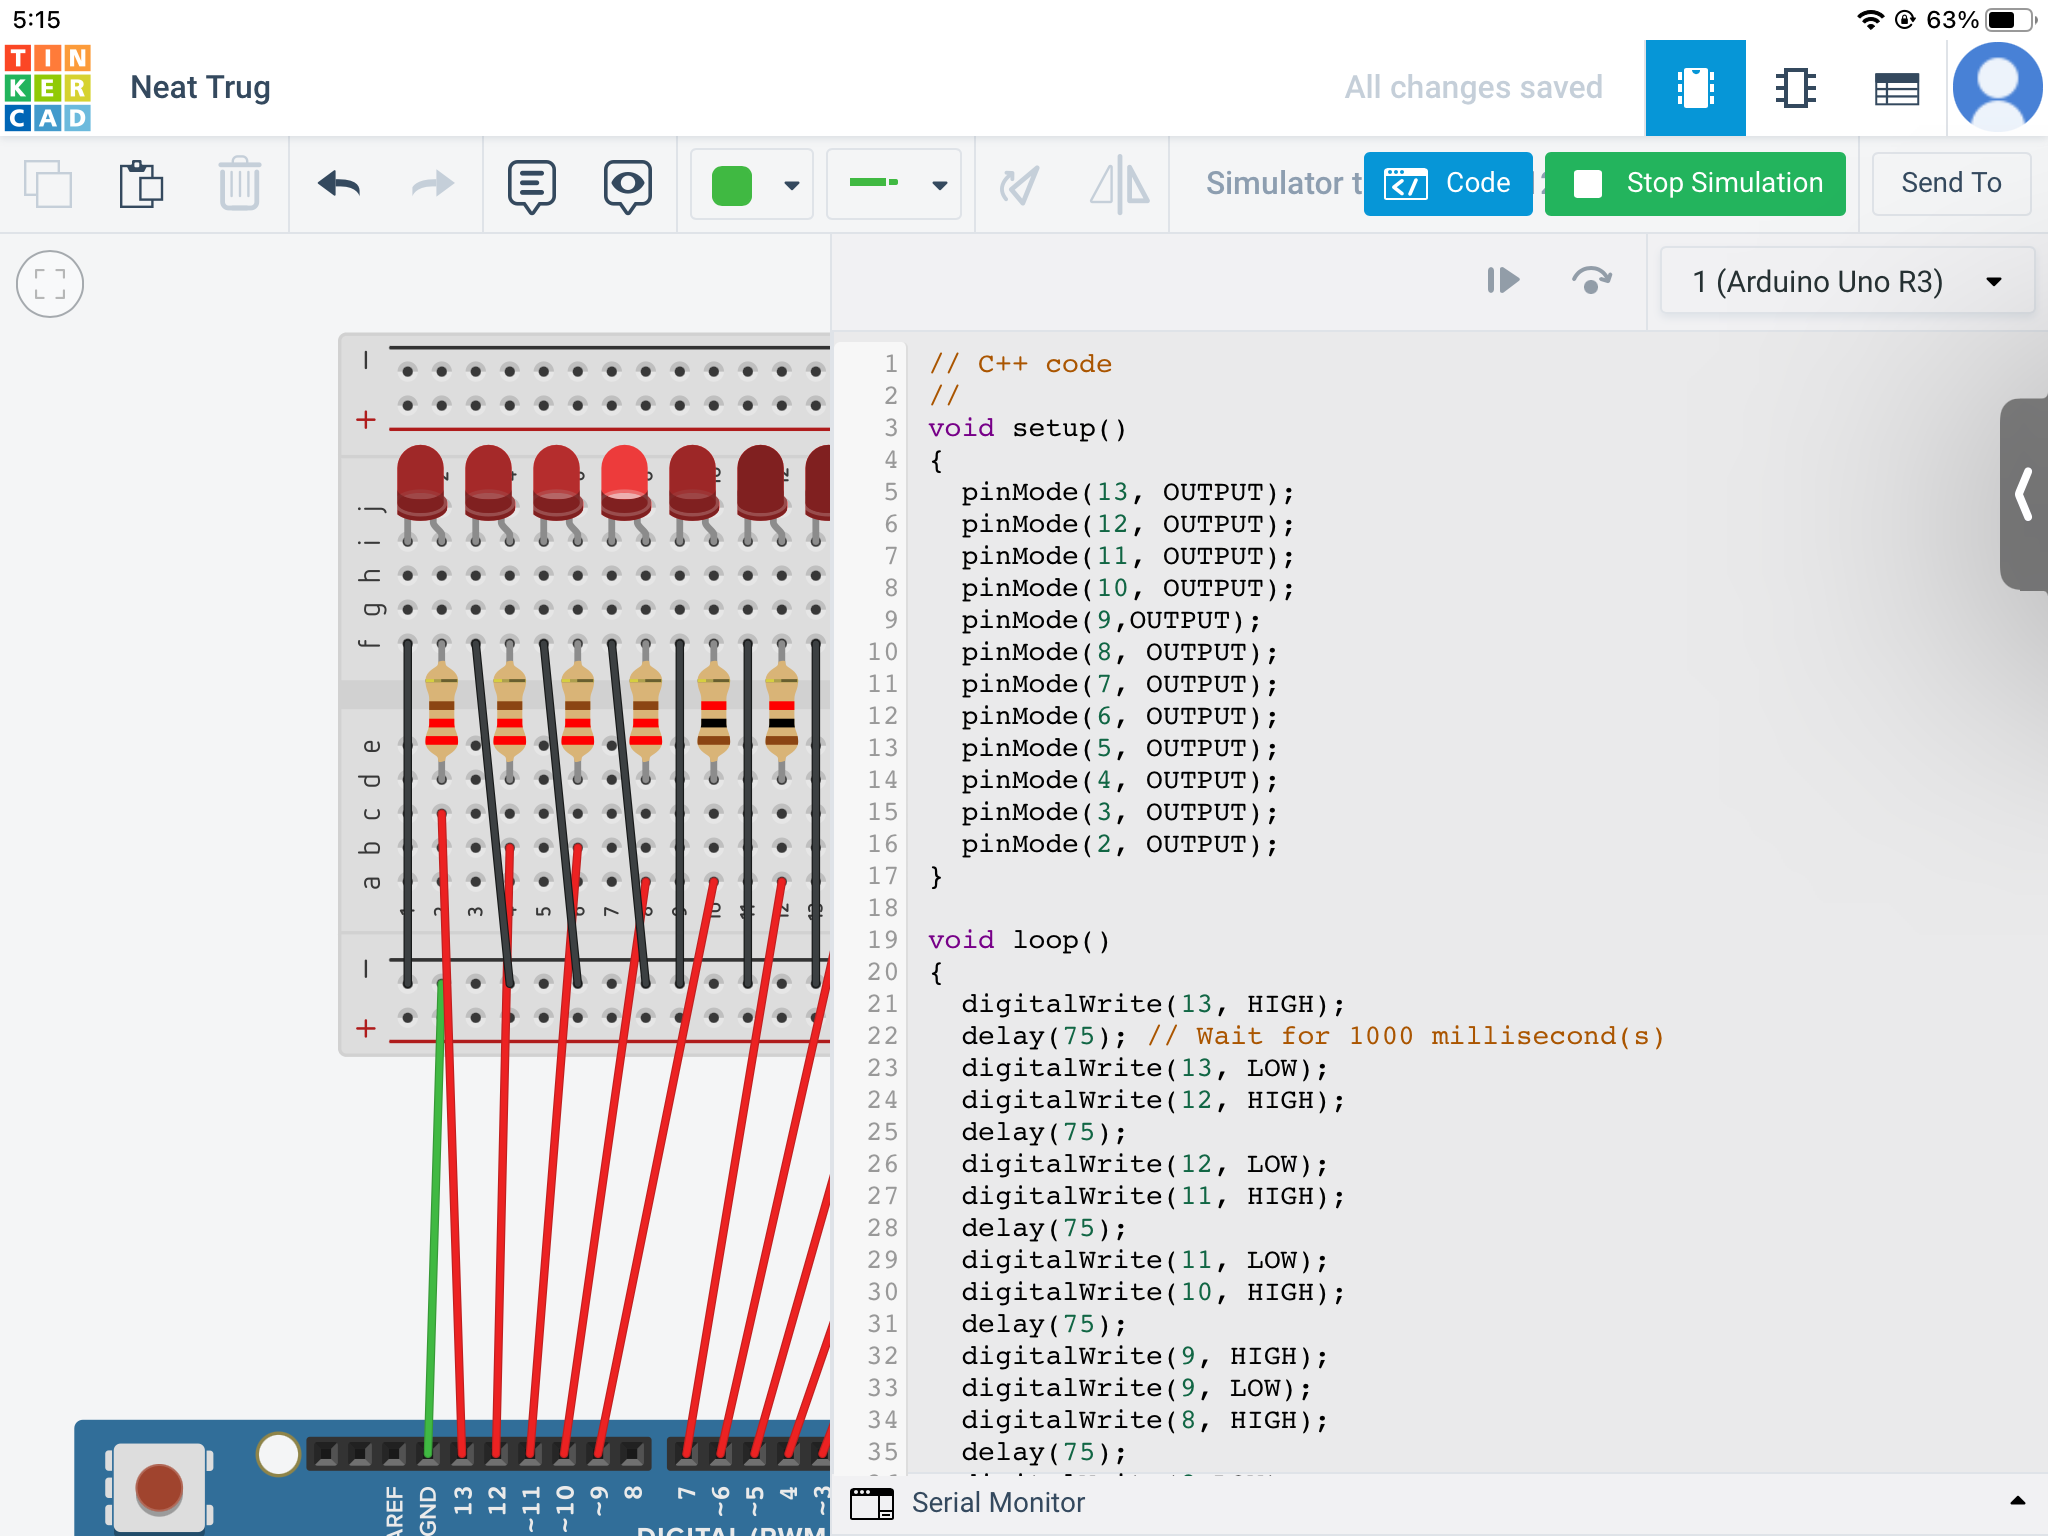 5:15
63%
TIN
KER
CAD
Neat Trug
All changes saved
Simulator t
Code
Stop Simulation
Send To
1 (Arduino Uno R3)
1 // C++ code
2 //
3 void setup()
4 {
5 pinMode(13, OUTPUT);
6 pinMode(12, OUTPUT);
7 pinMode(11, OUTPUT);
8 pinMode(10, OUTPUT);
9 pinMode(9,OUTPUT);
10 pinMode(8, OUTPUT);
11 pinMode(7, OUTPUT);
12 pinMode(6, OUTPUT);
13 pinMode(5, OUTPUT);
14 pinMode(4, OUTPUT);
15 pinMode(3, OUTPUT);
16 pinMode(2, OUTPUT);
17 }
18
19 void loop()
20 {
21 digitalWrite(13, HIGH);
22 delay(75); // Wait for 1000 millisecond(s)
23 digitalWrite(13, LOW);
24 digitalWrite(12, HIGH);
25 delay(75);
26 digitalWrite(12, LOW);
27 digitalWrite(11, HIGH);
28 delay(75);
29 digitalWrite(11, LOW);
30 digitalWrite(10, HIGH);
31 delay(75);
32 digitalWrite(9, HIGH);
33 digitalWrite(9, LOW);
34 digitalWrite(8, HIGH);
35 delay(75);
Serial Monitor
− +
j i h g f
e d c b a
1 2 3 4 5 6 7 8 9 10 11 12 13
− +
AREF GND 13 12 ~11 ~10 ~9 8 7 ~6 ~5 4 ~3
DIGITAL (PWM